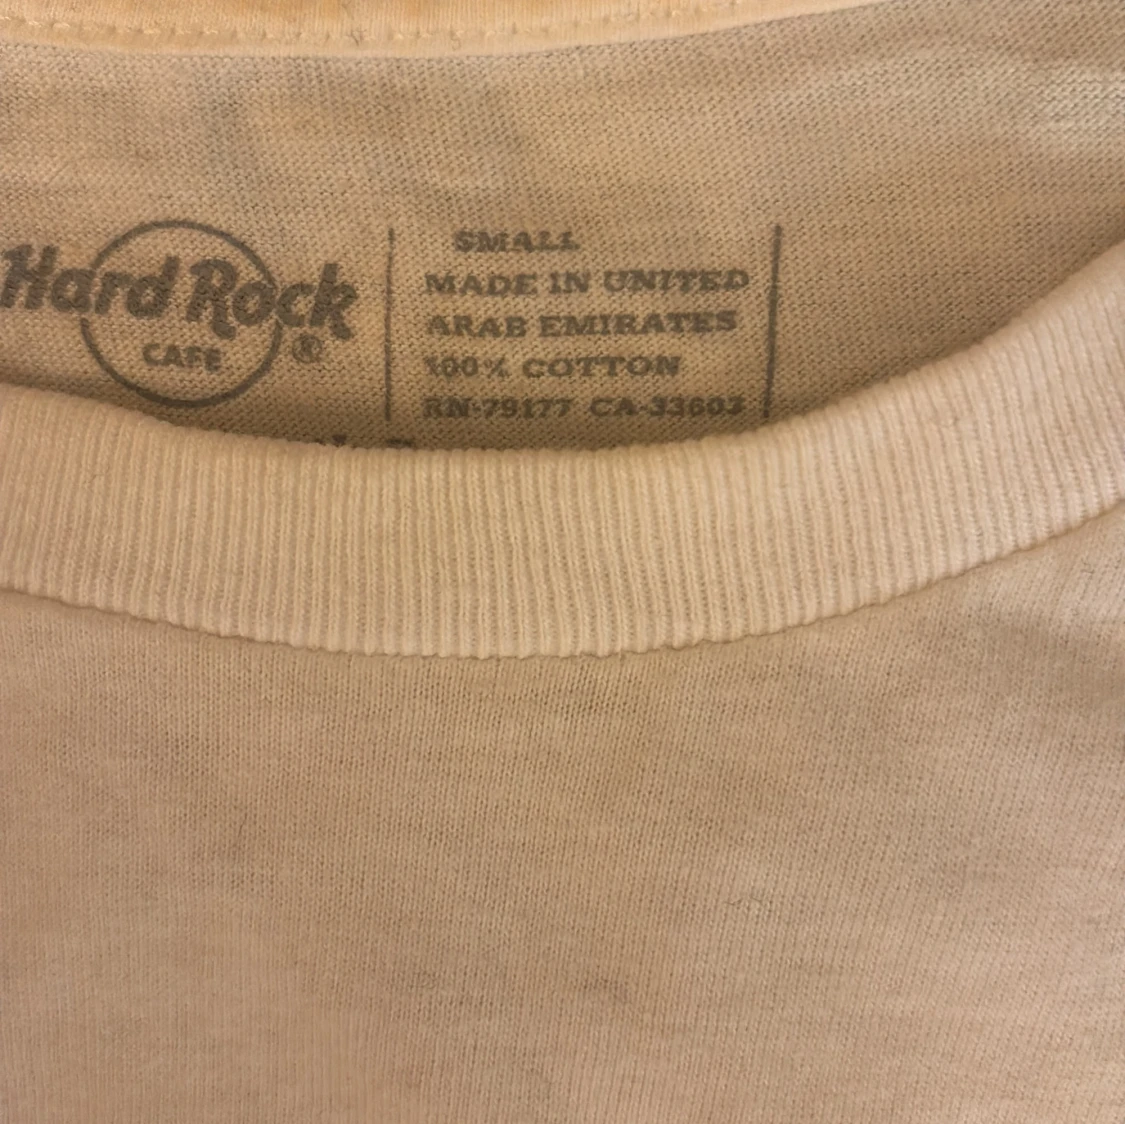 Hard Rock
CAFE ®
SMALL
MADE IN UNITED
ARAB EMIRATES
100% COTTON
RN-79177 CA-33603